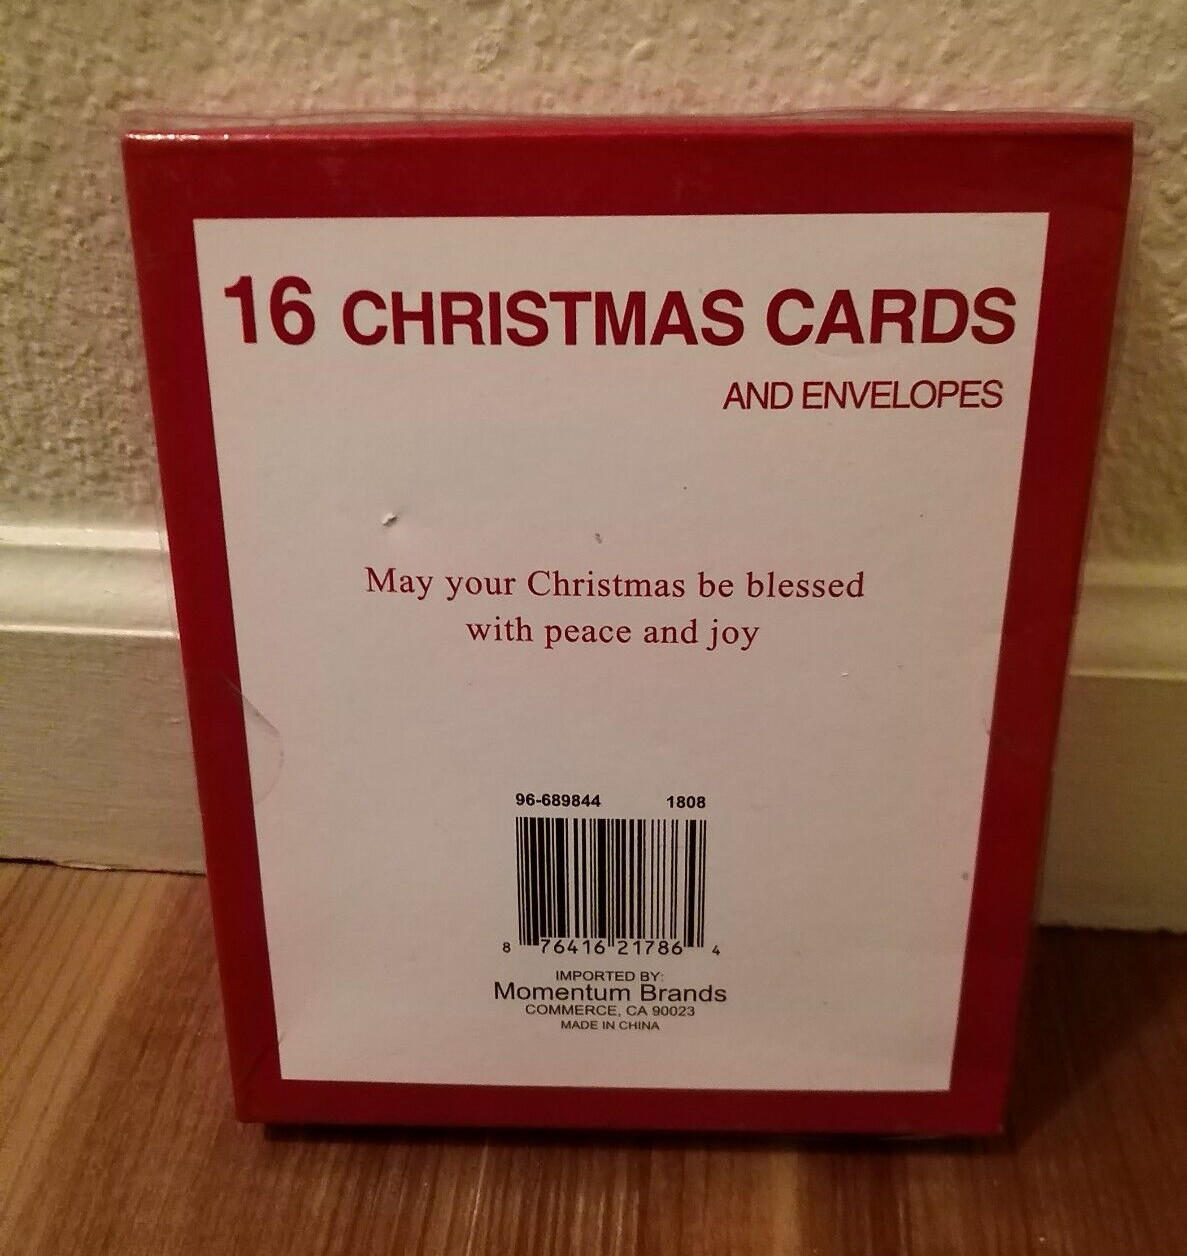 16 CHRISTMAS CARDS
AND ENVELOPES
May your Christmas be blessed
with peace and joy
96-689844 1808
8 76416 21786 4
IMPORTED BY:
Momentum Brands
COMMERCE, CA 90023
MADE IN CHINA